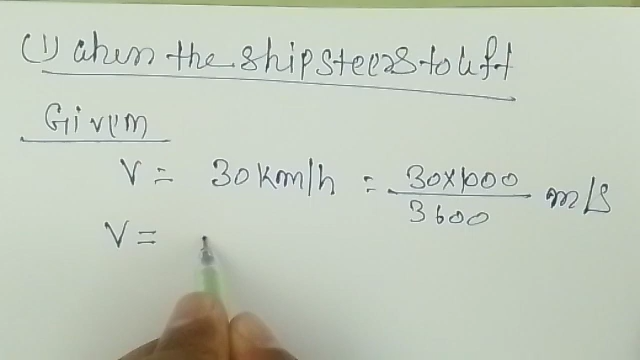 (1) When the ship steers to left
Given
V = 30 km/h = 30×1000 / 3600 m/s
V =